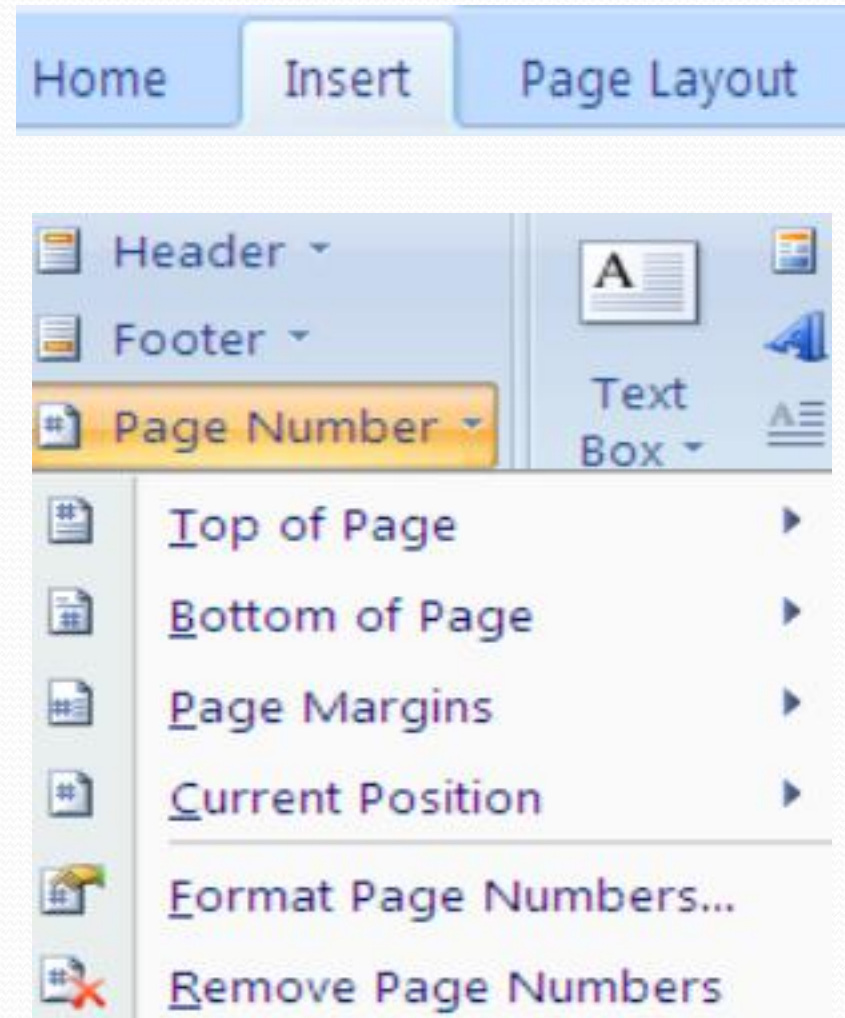 Home Insert Page Layout
Header
Footer
Page Number
A
Text
Box
Top of Page
Bottom of Page
Page Margins
Current Position
Format Page Numbers...
Remove Page Numbers